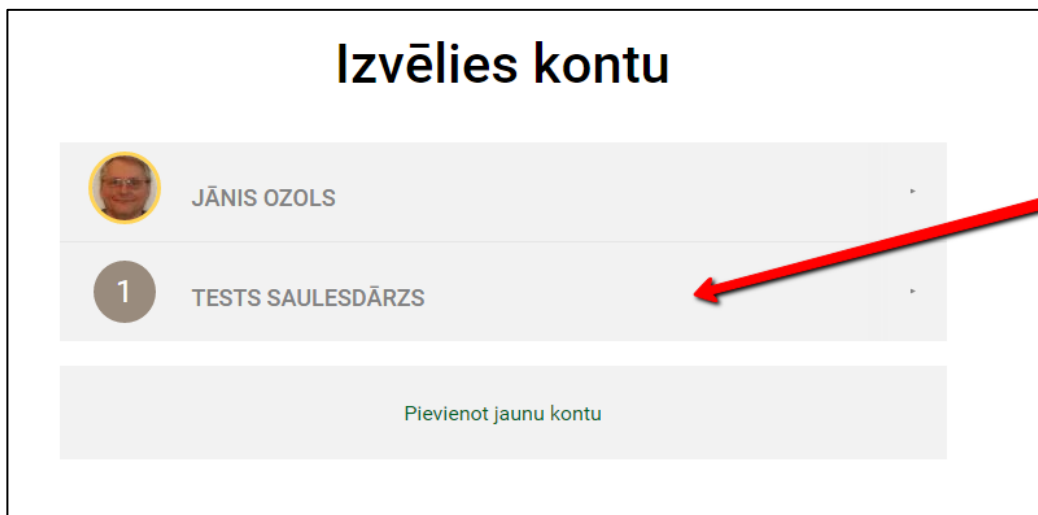 Izvēlies kontu
JĀNIS OZOLS
1
TESTS SAULESDĀRZS
Pievienot jaunu kontu